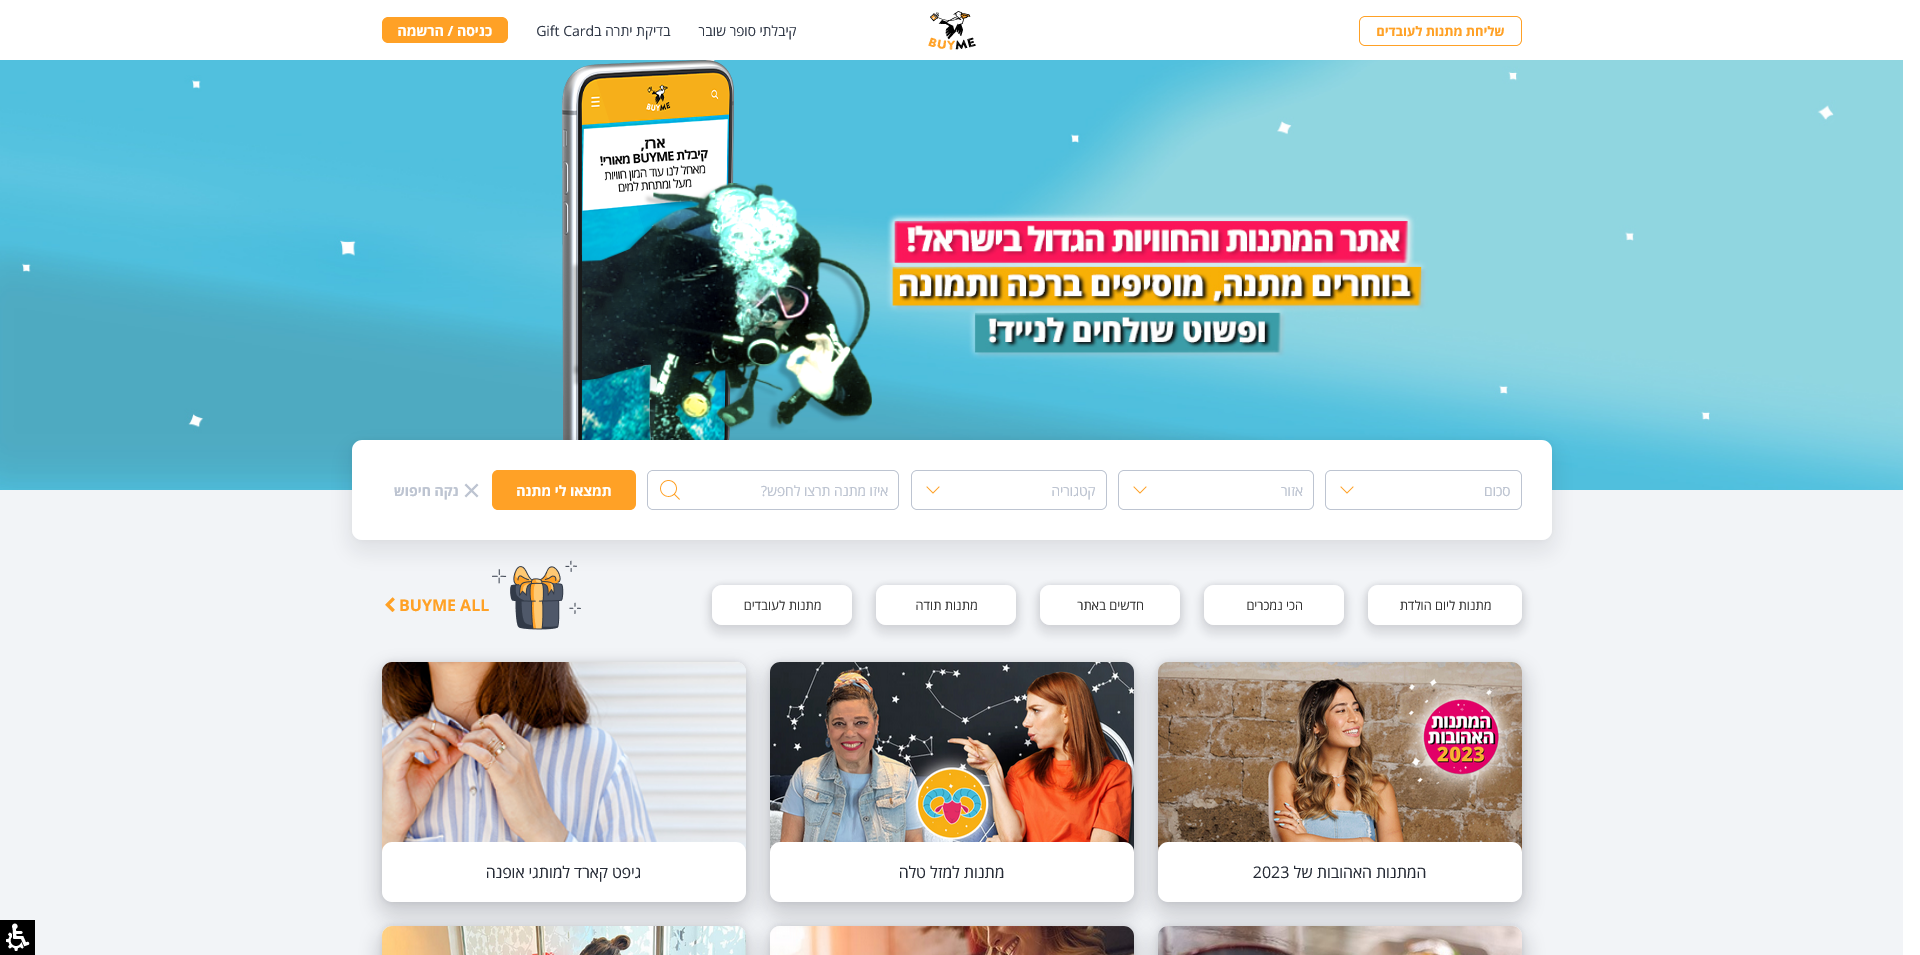 שליחת מתנות לעובדים
BUYME
קיבלתי סופר שובר
בדיקת יתרה בGift Card
כניסה / הרשמה
BUYME
ארז,
קיבלת BUYME מאורי!
מאחל לנו עוד המון חוויות
מעל ומתחת למים
אתר המתנות והחוויות הגדול בישראל!
בוחרים מתנה, מוסיפים ברכה ותמונה
ופשוט שולחים לנייד!
סכום
אזור
קטגוריה
איזו מתנה תרצו לחפש?
תמצאו לי מתנה
נקה חיפוש
מתנות ליום הולדת
הכי נמכרים
חדשים באתר
מתנות תודה
מתנות לעובדים
BUYME ALL
המתנות
האהובות
2023
המתנות האהובות של 2023
מתנות למזל טלה
גיפט קארד למותגי אופנה